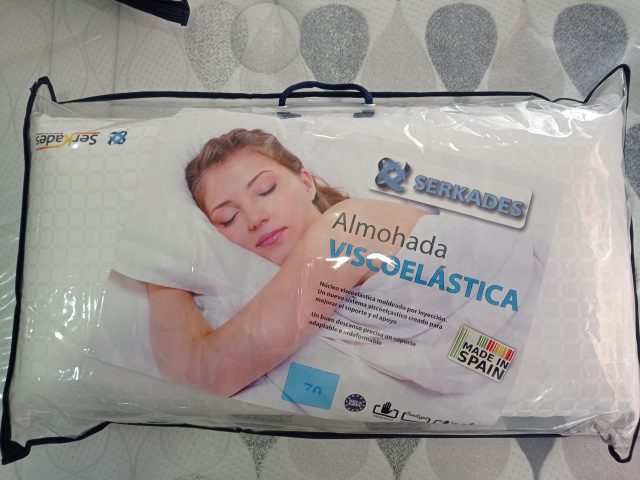 SerKades
SERKADES
Almohada
VISCOELÁSTICA
Núcleo viscoelástica moldeado por inyección.
Un nuevo sistema viscoelçastico creado para
mejorar el soporte y el apoyo
Un buen descanso precisa un soporte
adaptable e indeformable
MADE IN
SPAIN
70